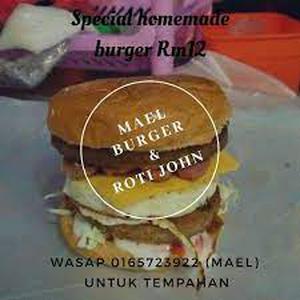 Special homemade
burger Rm12
MAEL
BURGER
&
ROTI JOHN
WASAP 0165723922 (MAEL)
UNTUK TEMPAHAN